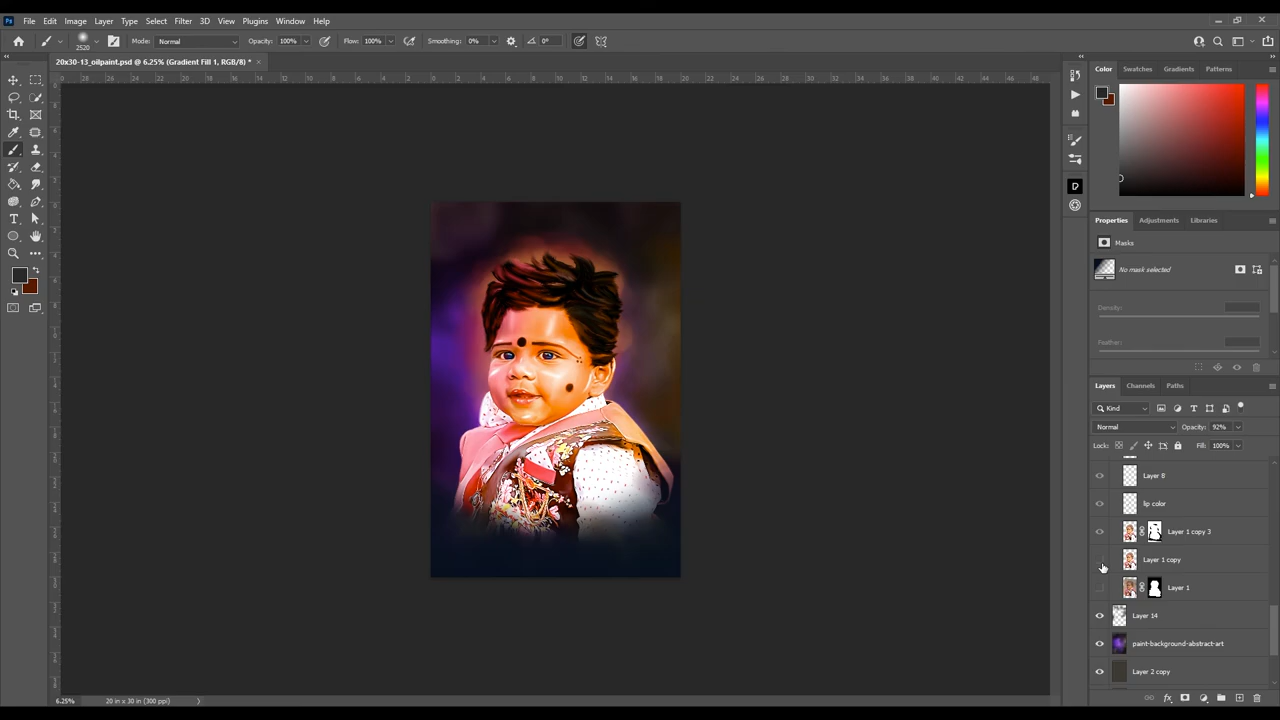 File Edit Image Layer Type Select Filter 3D View Plugins Window Help
2520 Mode: Normal Opacity: 100% Flow: 100% Smoothing: 0% 0°
20x30-13_oilpaint.psd @ 6.25% (Gradient Fill 1, RGB/8) *
Color Swatches Gradients Patterns
Properties Adjustments Libraries
Masks
No mask selected
Density:
Feather:
Layers Channels Paths
Kind
Normal Opacity: 92%
Lock: Fill: 100%
Layer 8
lip color
Layer 1 copy 3
Layer 1 copy
Layer 1
Layer 14
paint-background-abstract-art
Layer 2 copy
6.25% 20 in x 30 in (300 ppi)